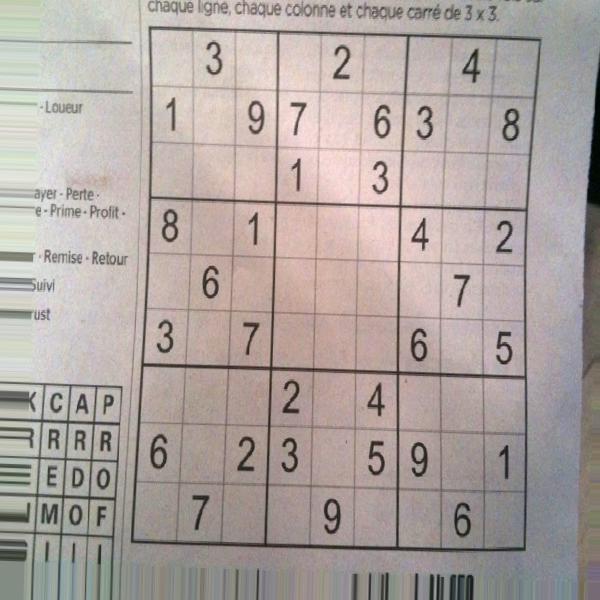 chaque ligne, chaque colonne et chaque carré de 3 x 3.
3 2 4
1 9 7 6 3 8
1 3
8 1 4 2
6 7
3 7 6 5
2 4
6 2 3 5 9 1
7 9 6
- Loueur
ayer - Perte -
e - Prime - Profit -
- Remise - Retour
Suivi
rust
C A P
R R R
E D O
M O F
I I I